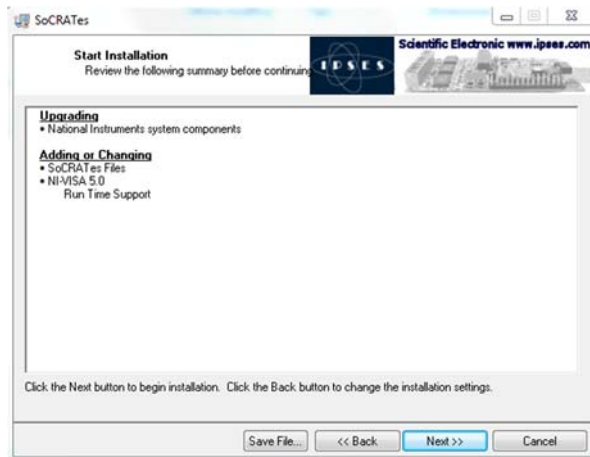 SoCRATes
Start Installation
Review the following summary before continuing
IPSES
Scientific Electronic www.ipses.com
Upgrading
• National Instruments system components
Adding or Changing
• SoCRATes Files
• NI-VISA 5.0
Run Time Support
Click the Next button to begin installation. Click the Back button to change the installation settings.
Save File...
<< Back
Next >>
Cancel